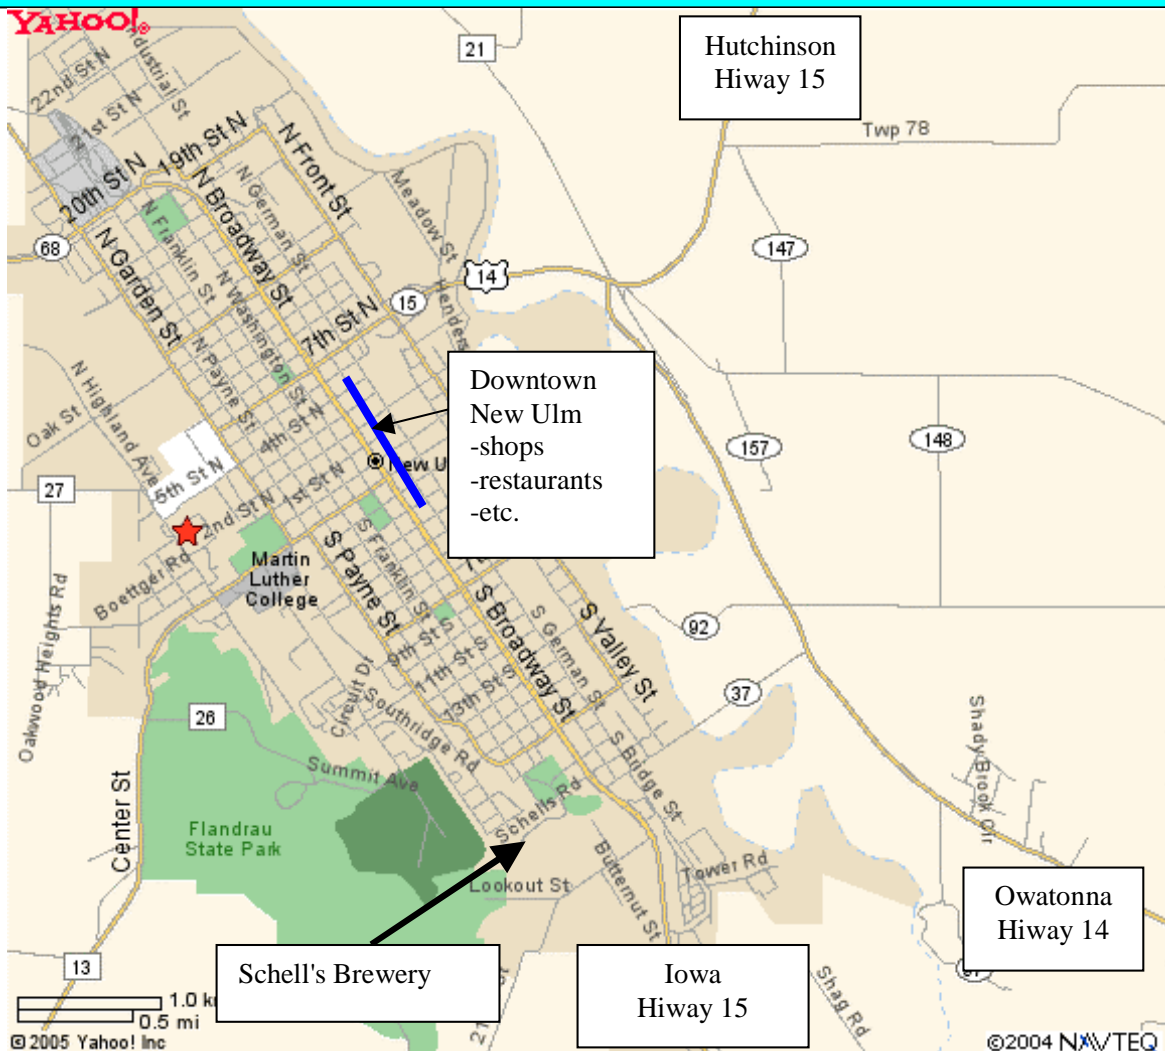 YAHOO!®
Hutchinson
Hiway 15
21
22nd St N
Industrial St
N 1st St N
19th St N
20th St N
N Front St
Twp 78
N Broadway St
N German St
Meadow St
N Franklin St
68
N Garden St
147
14
15
N Washington St
7th St N
N Payne St
N Highland Ave
Oak St
4th St N
Downtown
New Ulm
-shops
-restaurants
-etc.
148
157
New U
5th St N
27
1st St N
2nd St N
Boettger Rd
Martin
Luther
College
S Payne St
S Franklin St
S Broadway St
S German St
S Valley St
92
Oakwood Heights Rd
9th St S
11th St S
13th St S
37
Circuit Dr
Southridge Rd
26
S Bridge St
Shady Brook Cir
Summit Ave
Center St
Flandrau
State Park
Schells Rd
Butternut St
Tower Rd
Lookout St
Owatonna
Hiway 14
Schell's Brewery
Iowa
Hiway 15
13
Shag Rd
1.0 k
0.5 mi
© 2005 Yahoo! Inc
©2004 NAVTEQ